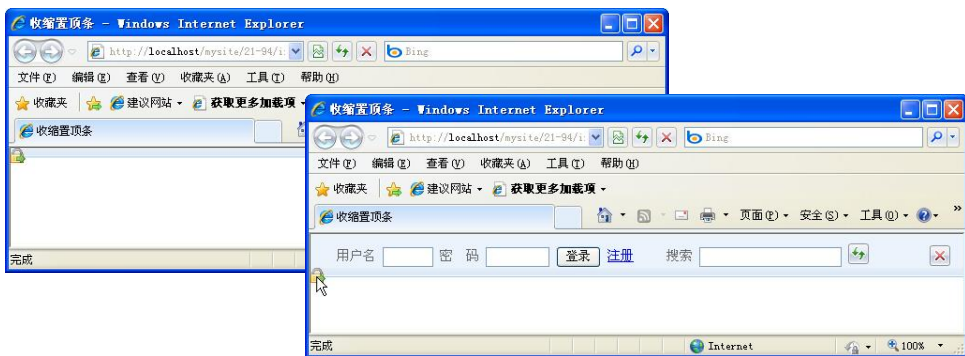 收缩置顶条 - Windows Internet Explorer
http://localhost/mysite/21-94/i
Bing
文件(F) 编辑(E) 查看(V) 收藏夹(A) 工具(T) 帮助(H)
收藏夹 建议网站 获取更多加载项
收缩置顶条
完成
收缩置顶条 - Windows Internet Explorer
http://localhost/mysite/21-94/i
Bing
文件(F) 编辑(E) 查看(V) 收藏夹(A) 工具(T) 帮助(H)
收藏夹 建议网站 获取更多加载项
收缩置顶条 页面(P) 安全(S) 工具(O) »
用户名 密 码 登录 注册 搜索
完成 Internet 100%